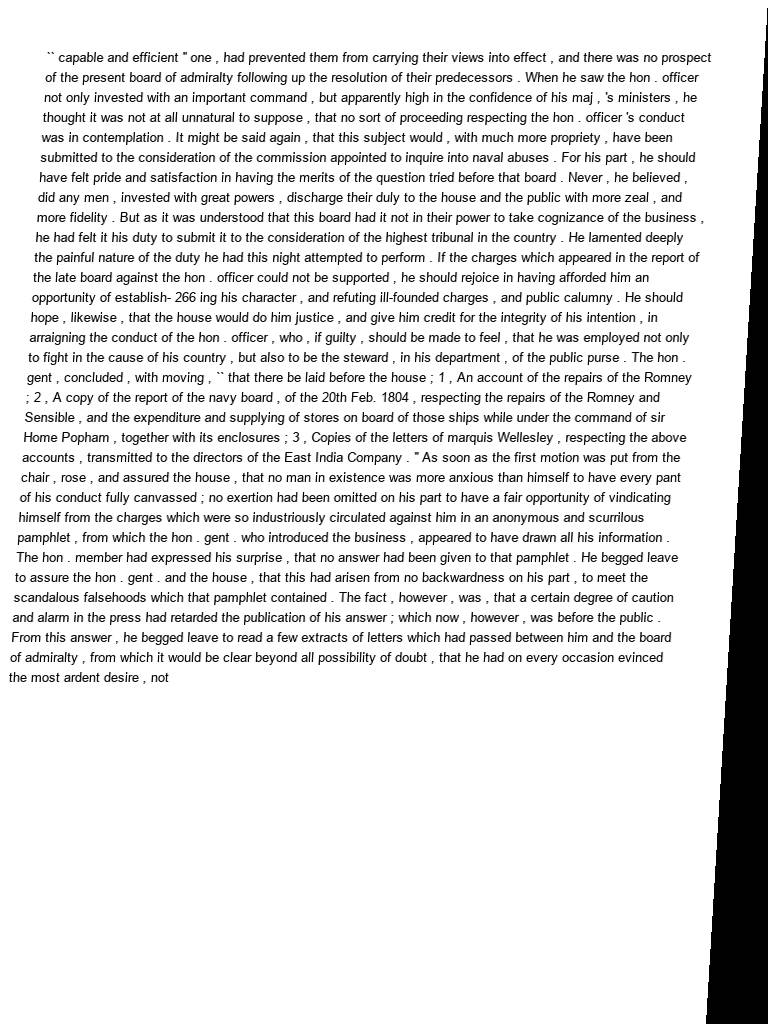 `` capable and efficient '' one , had prevented them from carrying their views into effect , and there was no prospect
of the present board of admiralty following up the resolution of their predecessors . When he saw the hon . officer
not only invested with an important command , but apparently high in the confidence of his maj , 's ministers , he
thought it was not at all unnatural to suppose , that no sort of proceeding respecting the hon . officer 's conduct
was in contemplation . It might be said again , that this subject would , with much more propriety , have been
submitted to the consideration of the commission appointed to inquire into naval abuses . For his part , he should
have felt pride and satisfaction in having the merits of the question tried before that board . Never , he believed ,
did any men , invested with great powers , discharge their duly to the house and the public with more zeal , and
more fidelity . But as it was understood that this board had it not in their power to take cognizance of the business ,
he had felt it his duty to submit it to the consideration of the highest tribunal in the country . He lamented deeply
the painful nature of the duty he had this night attempted to perform . If the charges which appeared in the report of
the late board against the hon . officer could not be supported , he should rejoice in having afforded him an
opportunity of establish- 266 ing his character , and refuting ill-founded charges , and public calumny . He should
hope , likewise , that the house would do him justice , and give him credit for the integrity of his intention , in
arraigning the conduct of the hon . officer , who , if guilty , should be made to feel , that he was employed not only
to fight in the cause of his country , but also to be the steward , in his department , of the public purse . The hon .
gent , concluded , with moving , `` that there be laid before the house ; 1 , An account of the repairs of the Romney
; 2 , A copy of the report of the navy board , of the 20th Feb. 1804 , respecting the repairs of the Romney and
Sensible , and the expenditure and supplying of stores on board of those ships while under the command of sir
Home Popham , together with its enclosures ; 3 , Copies of the letters of marquis Wellesley , respecting the above
accounts , transmitted to the directors of the East India Company . '' As soon as the first motion was put from the
chair , rose , and assured the house , that no man in existence was more anxious than himself to have every pant
of his conduct fully canvassed ; no exertion had been omitted on his part to have a fair opportunity of vindicating
himself from the charges which were so industriously circulated against him in an anonymous and scurrilous
pamphlet , from which the hon . gent . who introduced the business , appeared to have drawn all his information .
The hon . member had expressed his surprise , that no answer had been given to that pamphlet . He begged leave
to assure the hon . gent . and the house , that this had arisen from no backwardness on his part , to meet the
scandalous falsehoods which that pamphlet contained . The fact , however , was , that a certain degree of caution
and alarm in the press had retarded the publication of his answer ; which now , however , was before the public .
From this answer , he begged leave to read a few extracts of letters which had passed between him and the board
of admiralty , from which it would be clear beyond all possibility of doubt , that he had on every occasion evinced
the most ardent desire , not